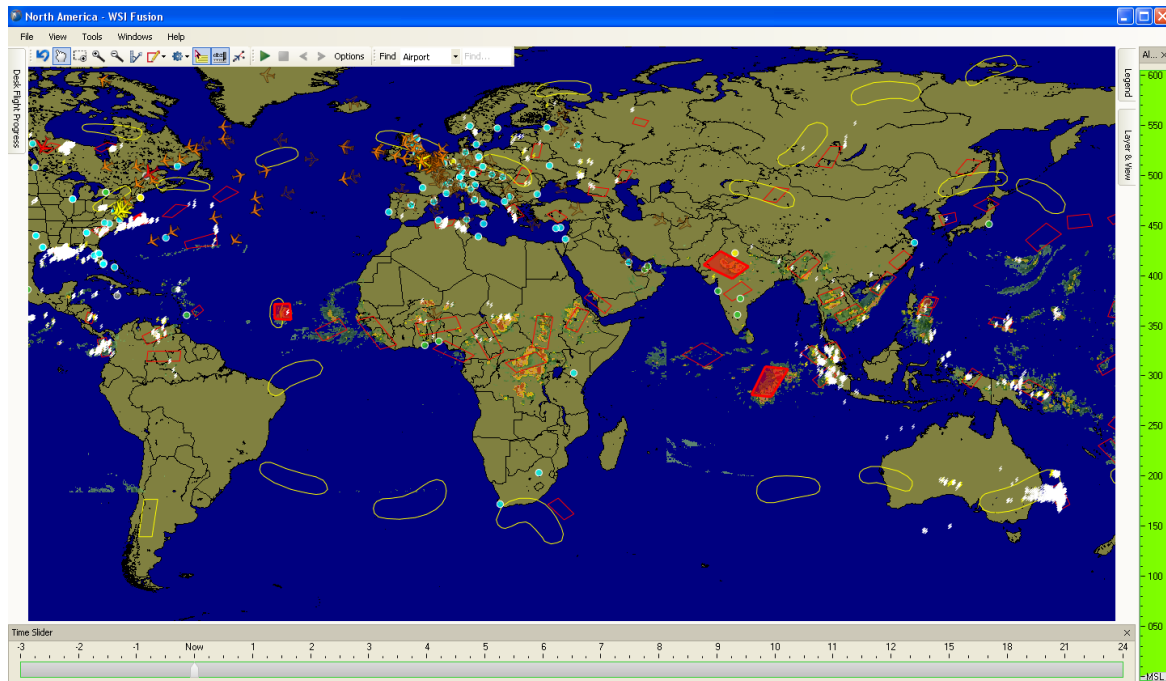 North America - WSI Fusion
File View Tools Windows Help
Options Find Airport Find...
Al...
Desk Flight Progress
Legend
Layer & View
600
550
500
450
400
350
300
250
200
150
100
050
MSL
Time Slider
-3 -2 -1 Now 1 2 3 4 5 6 7 8 9 10 11 12 15 18 21 24